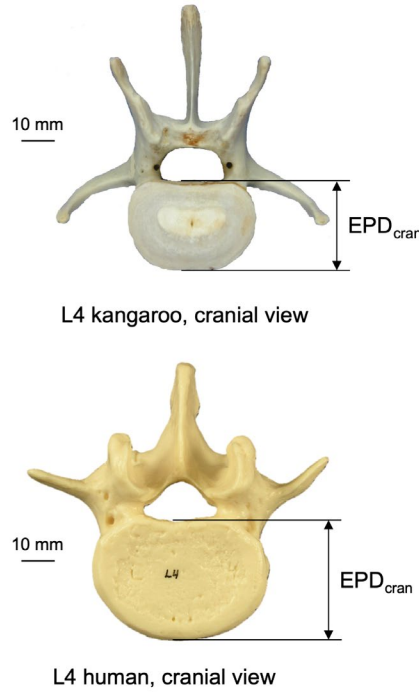 10 mm
EPDcran
L4 kangaroo, cranial view
L4
10 mm
EPDcran
L4 human, cranial view